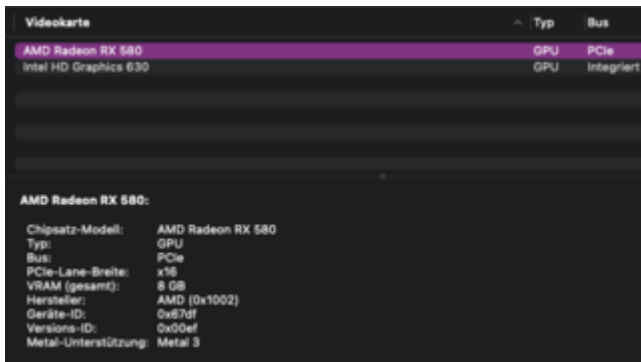 Videokarte Typ Bus
AMD Radeon RX 580 GPU PCIe
Intel HD Graphics 630 GPU Integriert
AMD Radeon RX 580:
Chipsatz-Modell: AMD Radeon RX 580
Typ: GPU
Bus: PCIe
PCIe-Lane-Breite: x16
VRAM (gesamt): 8 GB
Hersteller: AMD (0x1002)
Geräte-ID: 0x67df
Versions-ID: 0x00ef
Metal-Unterstützung: Metal 3